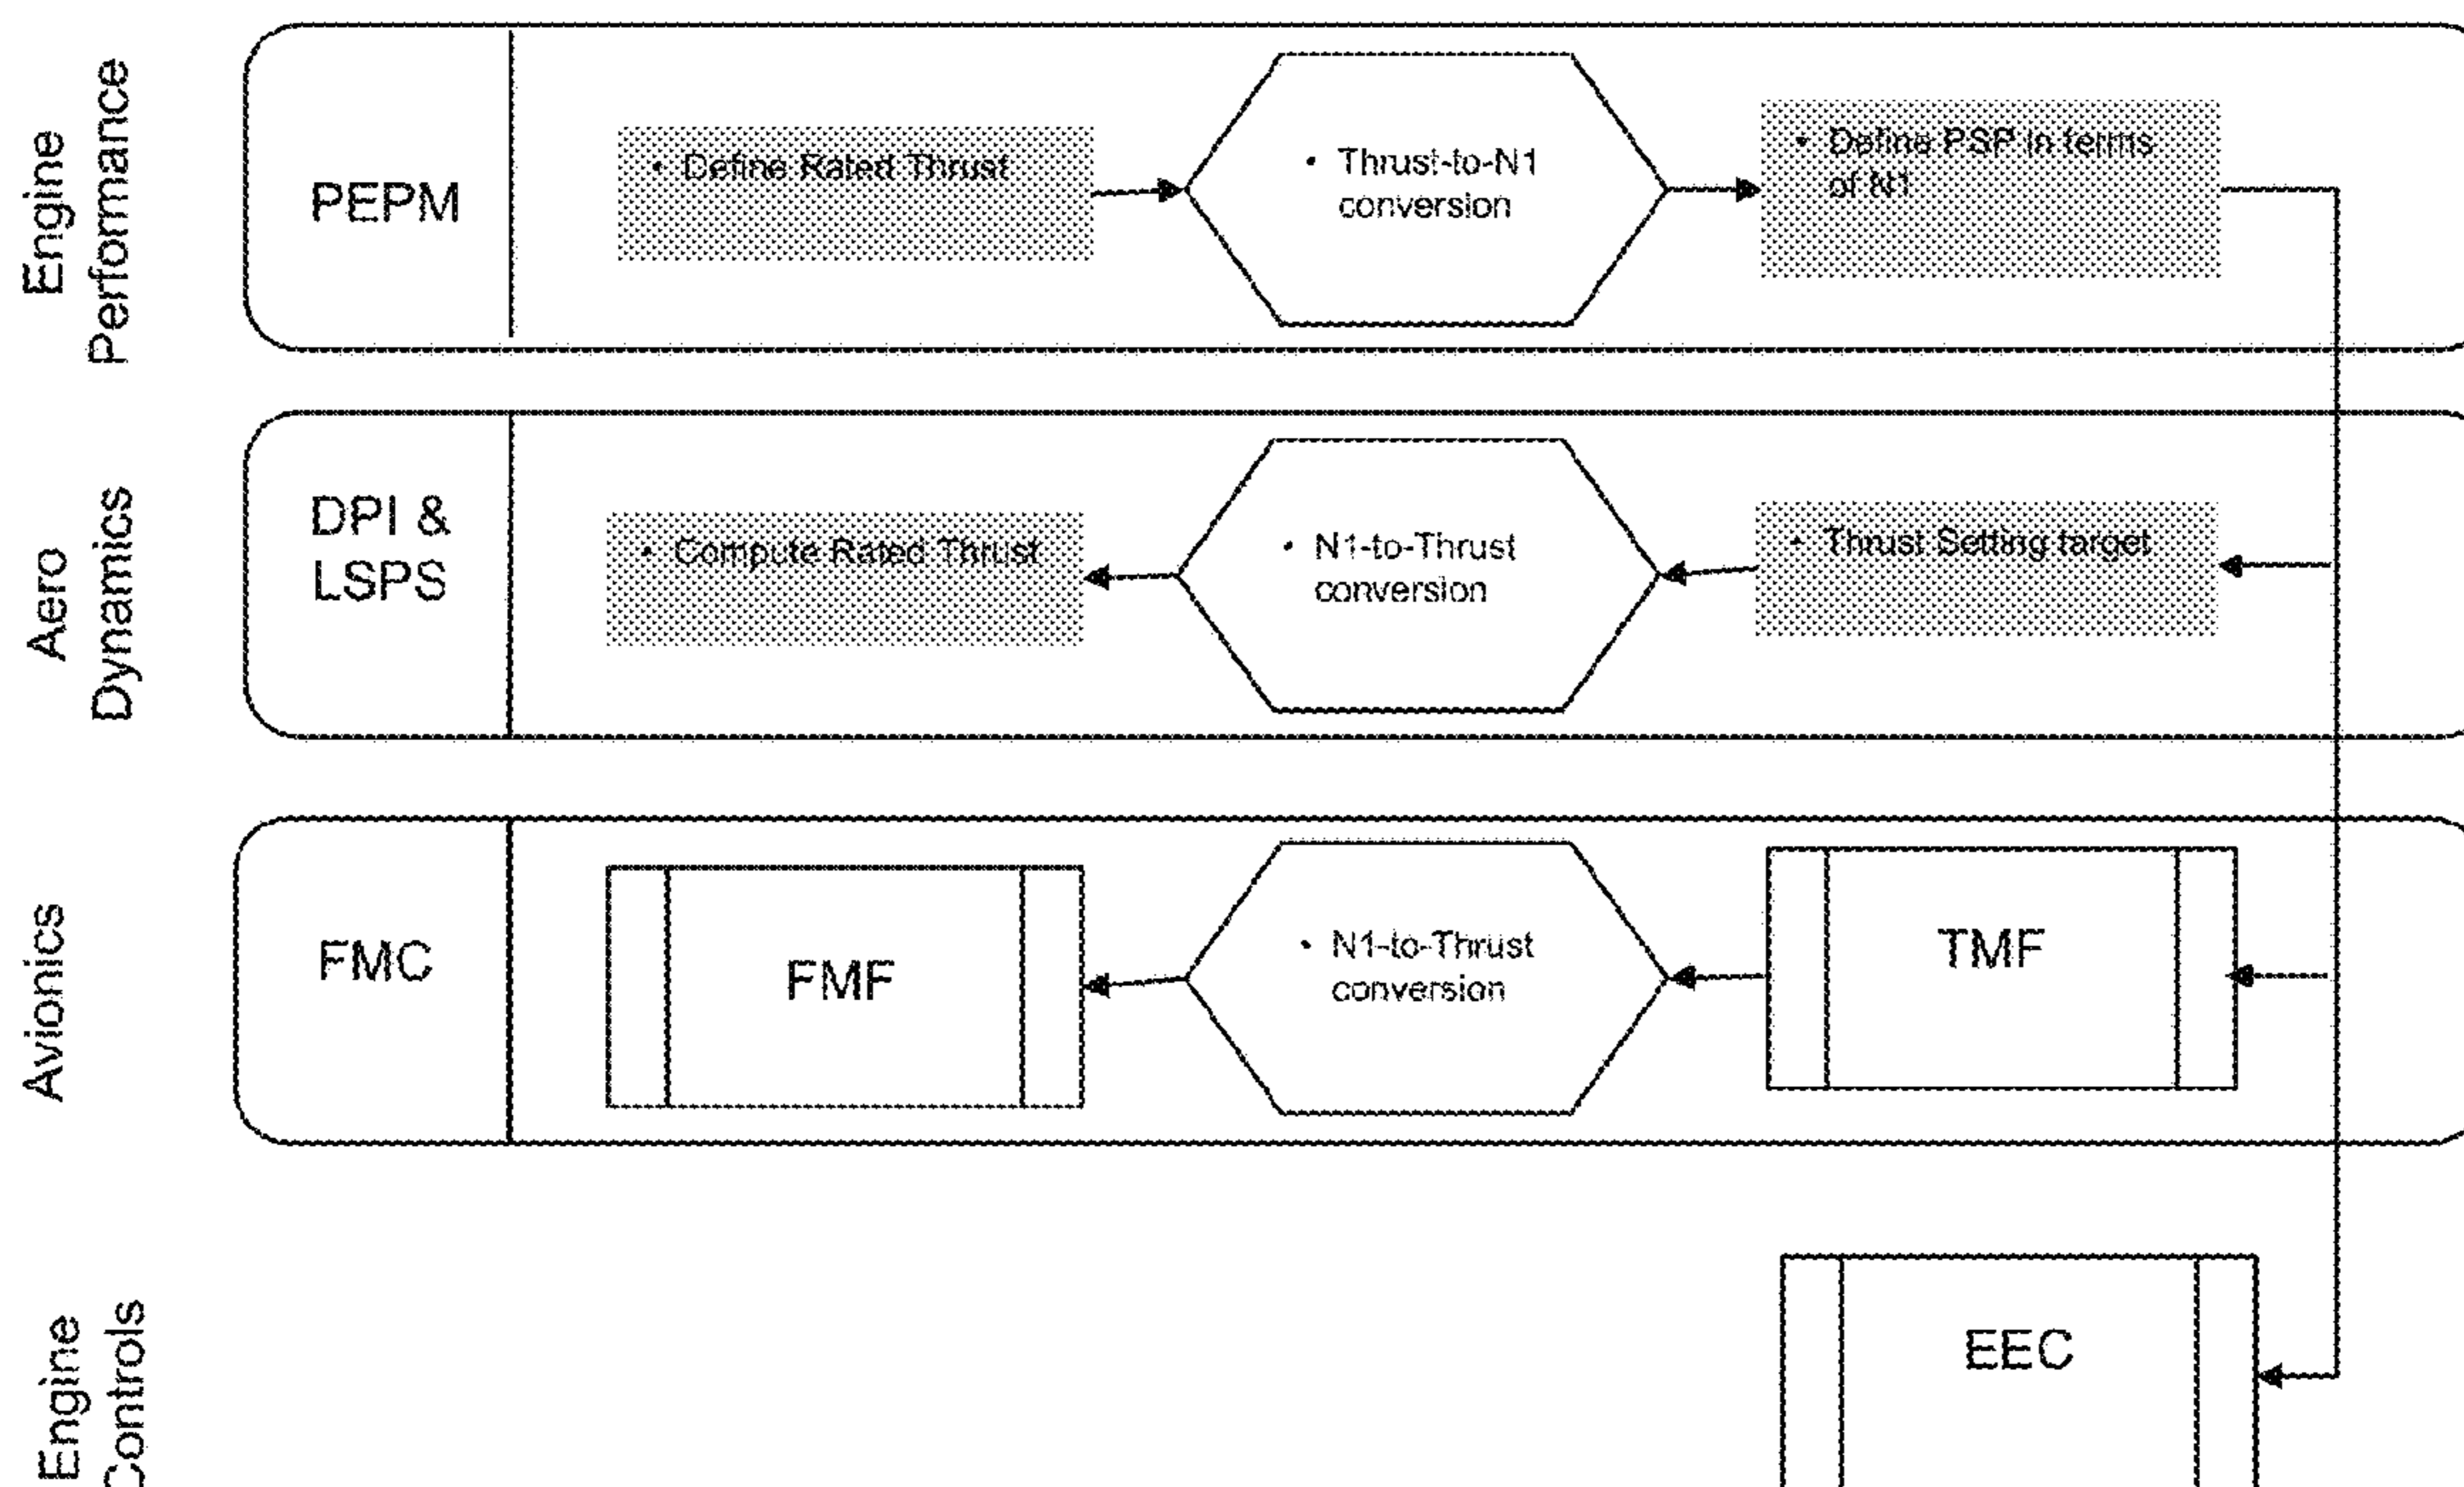 Engine
Performance
PEPM
• Define Rated Thrust
• Thrust-to-N1
conversion
• Define PSP in terms
of N1
Aero
Dynamics
DPI &
LSPS
• Compute Rated Thrust
• N1-to-Thrust
conversion
• Thrust Setting target
Avionics
FMC
FMF
• N1-to-Thrust
conversion
TMF
Engine
Controls
EEC